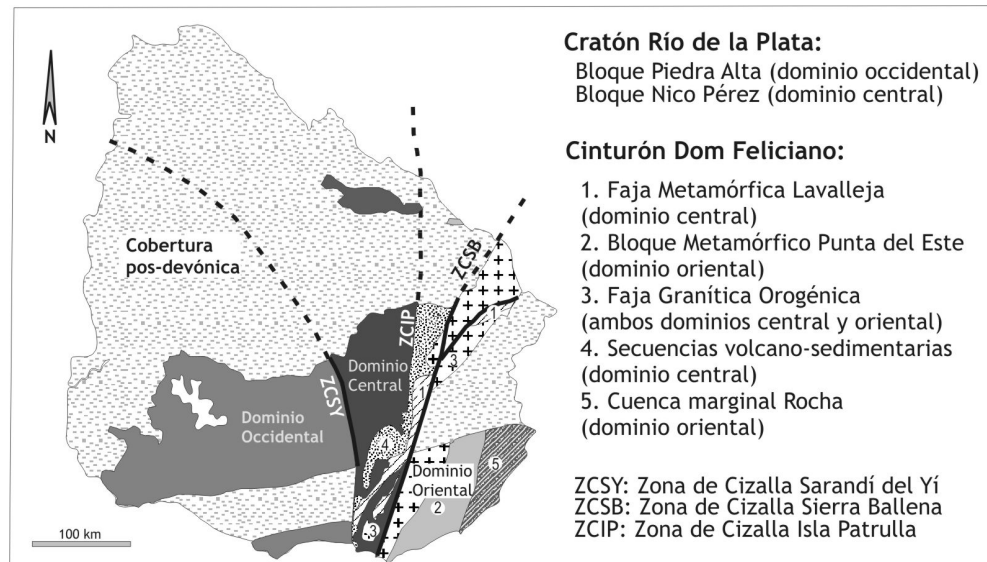 N
Cobertura
pos-devónica
ZCSB
ZCIP
1
3
Dominio
Central
ZCSY
1
Dominio
Occidental
4
Dominio
Oriental
5
2
3
100 km
Cratón Río de la Plata:
Bloque Piedra Alta (dominio occidental)
Bloque Nico Pérez (dominio central)
Cinturón Dom Feliciano:
1. Faja Metamórfica Lavalleja
(dominio central)
2. Bloque Metamórfico Punta del Este
(dominio oriental)
3. Faja Granítica Orogénica
(ambos dominios central y oriental)
4. Secuencias volcano-sedimentarias
(dominio central)
5. Cuenca marginal Rocha
(dominio oriental)
ZCSY: Zona de Cizalla Sarandí del Yí
ZCSB: Zona de Cizalla Sierra Ballena
ZCIP: Zona de Cizalla Isla Patrulla